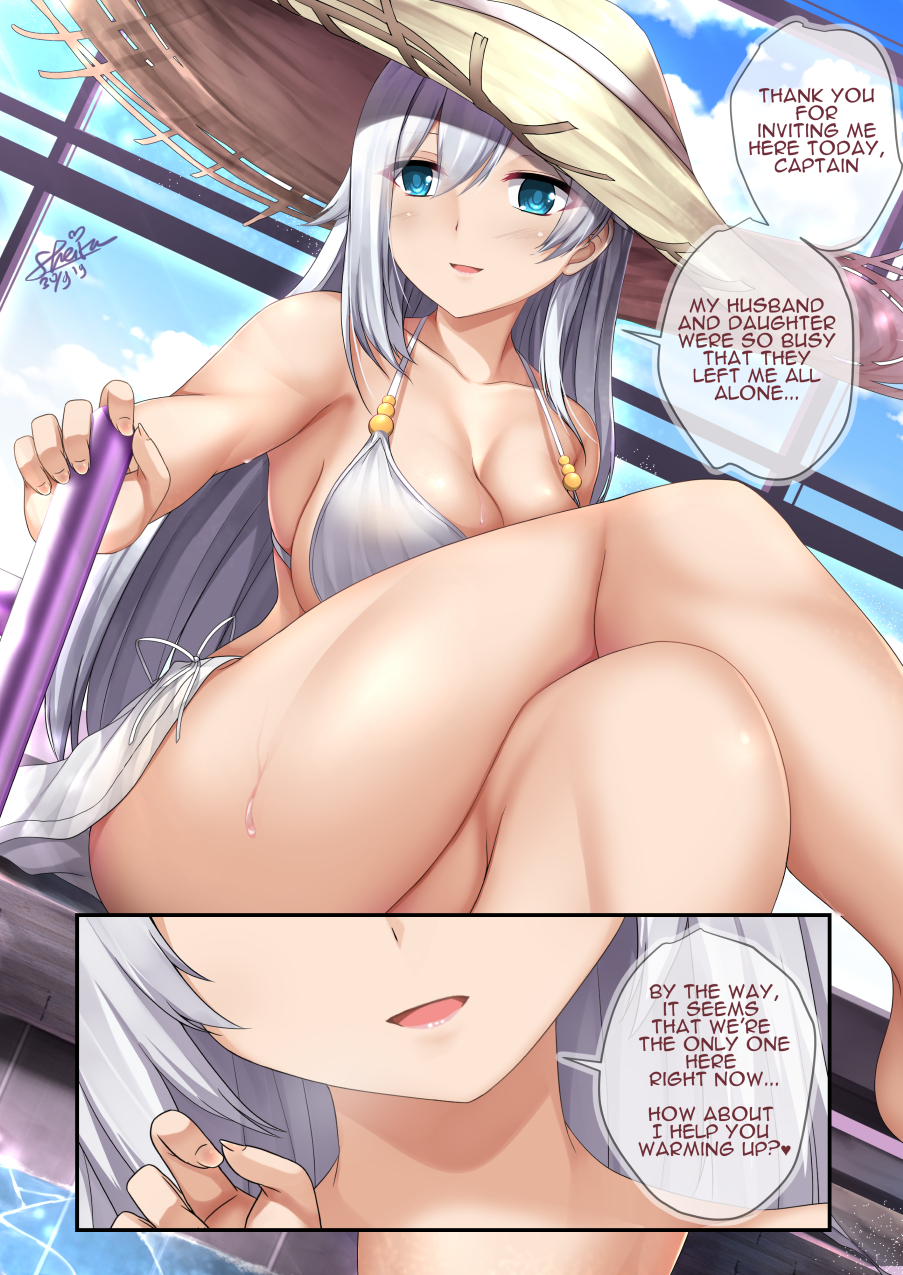 THANK YOU
FOR
INVITING ME
HERE TODAY,
CAPTAIN
MY HUSBAND
AND DAUGHTER
WERE SO BUSY
THAT THEY
LEFT ME ALL
ALONE...
BY THE WAY,
IT SEEMS
THAT WE'RE
THE ONLY ONE
HERE
RIGHT NOW...
HOW ABOUT
I HELP YOU
WARMING UP?♥